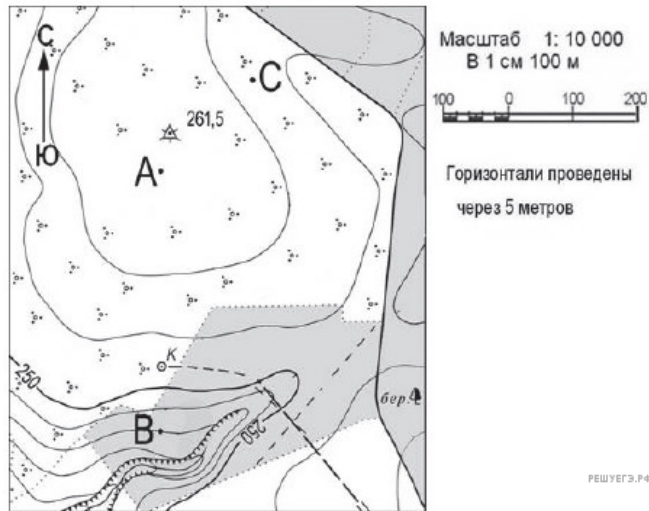 С
Ю
261,5
А
С
К
250
В
250
бер.
Масштаб 1: 10 000
В 1 см 100 м
100 0 100 200
Горизонтали проведены
через 5 метров
РЕШУЕГЭ.РФ